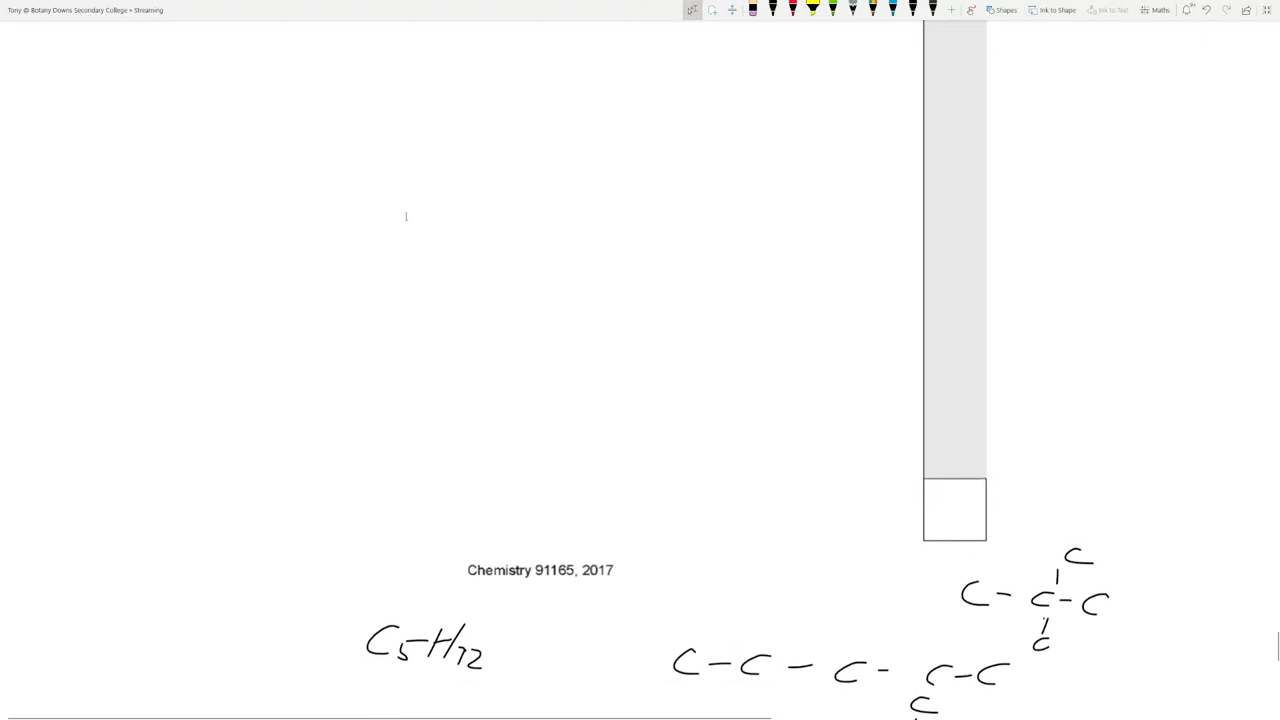 Tony @ Botany Downs Secondary College » Streaming
Shapes Ink to Shape Ink to Text Maths
Chemistry 91165, 2017
C
C - C - C
C
C5H12
C - C - C - C - C
C